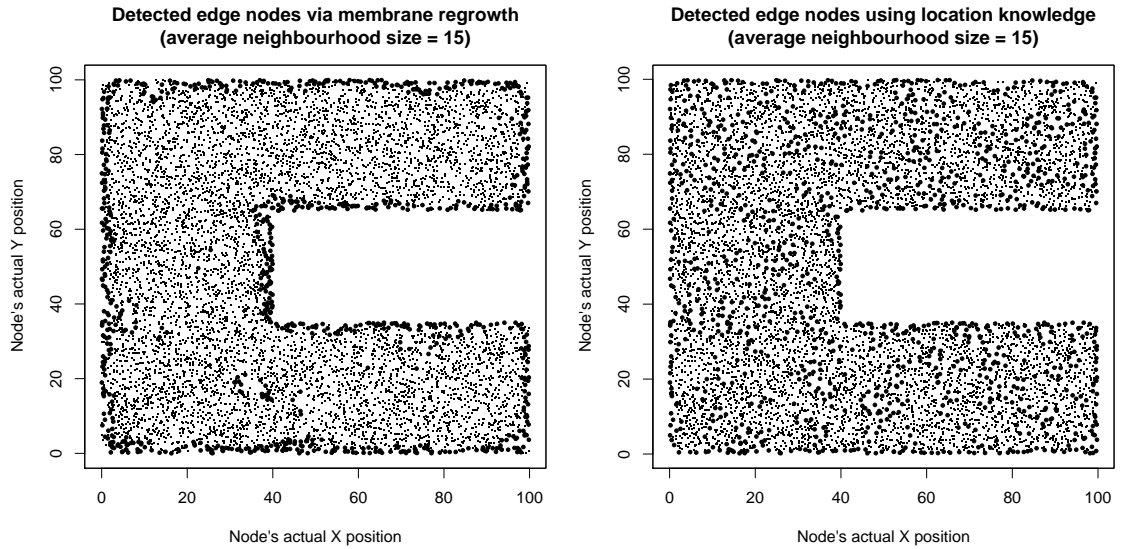 Detected edge nodes via membrane regrowth
(average neighbourhood size = 15)
100
80
60
40
20
0
Node's actual Y position
0 20 40 60 80 100
Node's actual X position
Detected edge nodes using location knowledge
(average neighbourhood size = 15)
100
80
60
40
20
0
Node's actual Y position
0 20 40 60 80 100
Node's actual X position